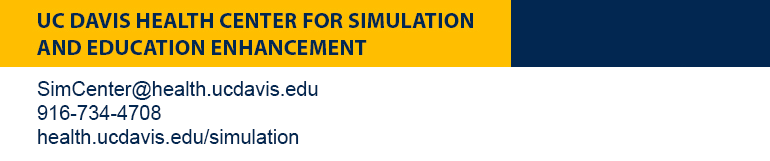 UC DAVIS HEALTH CENTER FOR SIMULATION
AND EDUCATION ENHANCEMENT
SimCenter@health.ucdavis.edu
916-734-4708
health.ucdavis.edu/simulation